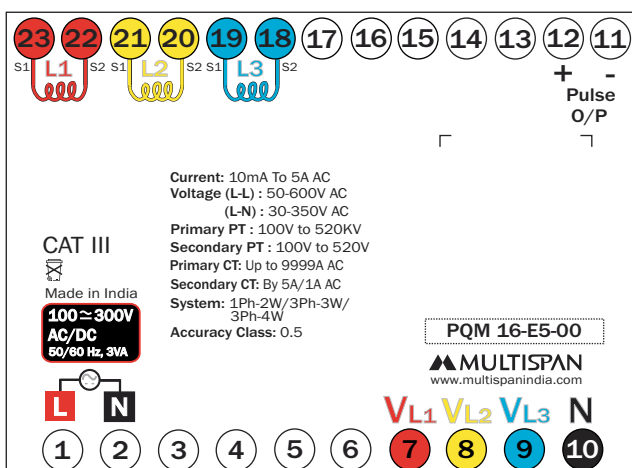 23 22 21 20 19 18 17 16 15 14 13 12 11
S1 L1 S2 S1 L2 S2 S1 L3 S2
+ -
Pulse
O/P
Current: 10mA To 5A AC
Voltage (L-L) : 50-600V AC
(L-N) : 30-350V AC
Primary PT : 100V to 520KV
Secondary PT : 100V to 520V
Primary CT: Up to 9999A AC
Secondary CT: By 5A/1A AC
System: 1Ph-2W/3Ph-3W/
3Ph-4W
Accuracy Class: 0.5
CAT III
Made in India
100≃300V
AC/DC
50/60 Hz, 3VA
L N
PQM 16-E5-00
MULTISPAN
www.multispanindia.com
VL1 VL2 VL3 N
1 2 3 4 5 6 7 8 9 10